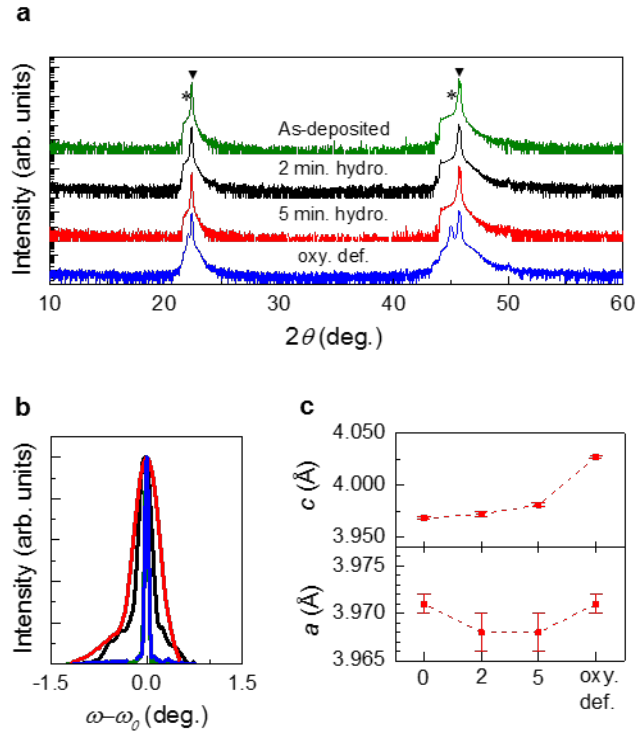 a
Intensity (arb. units)
* ▼ * ▼
As-deposited
2 min. hydro.
5 min. hydro.
oxy. def.
10 20 30 40 50 60
2θ (deg.)
b
Intensity (arb. units)
-1.5 0.0 1.5
ω–ω0 (deg.)
c
c (Å)
4.050
4.000
3.950
a (Å)
3.975
3.970
3.965
0 2 5 oxy.
def.